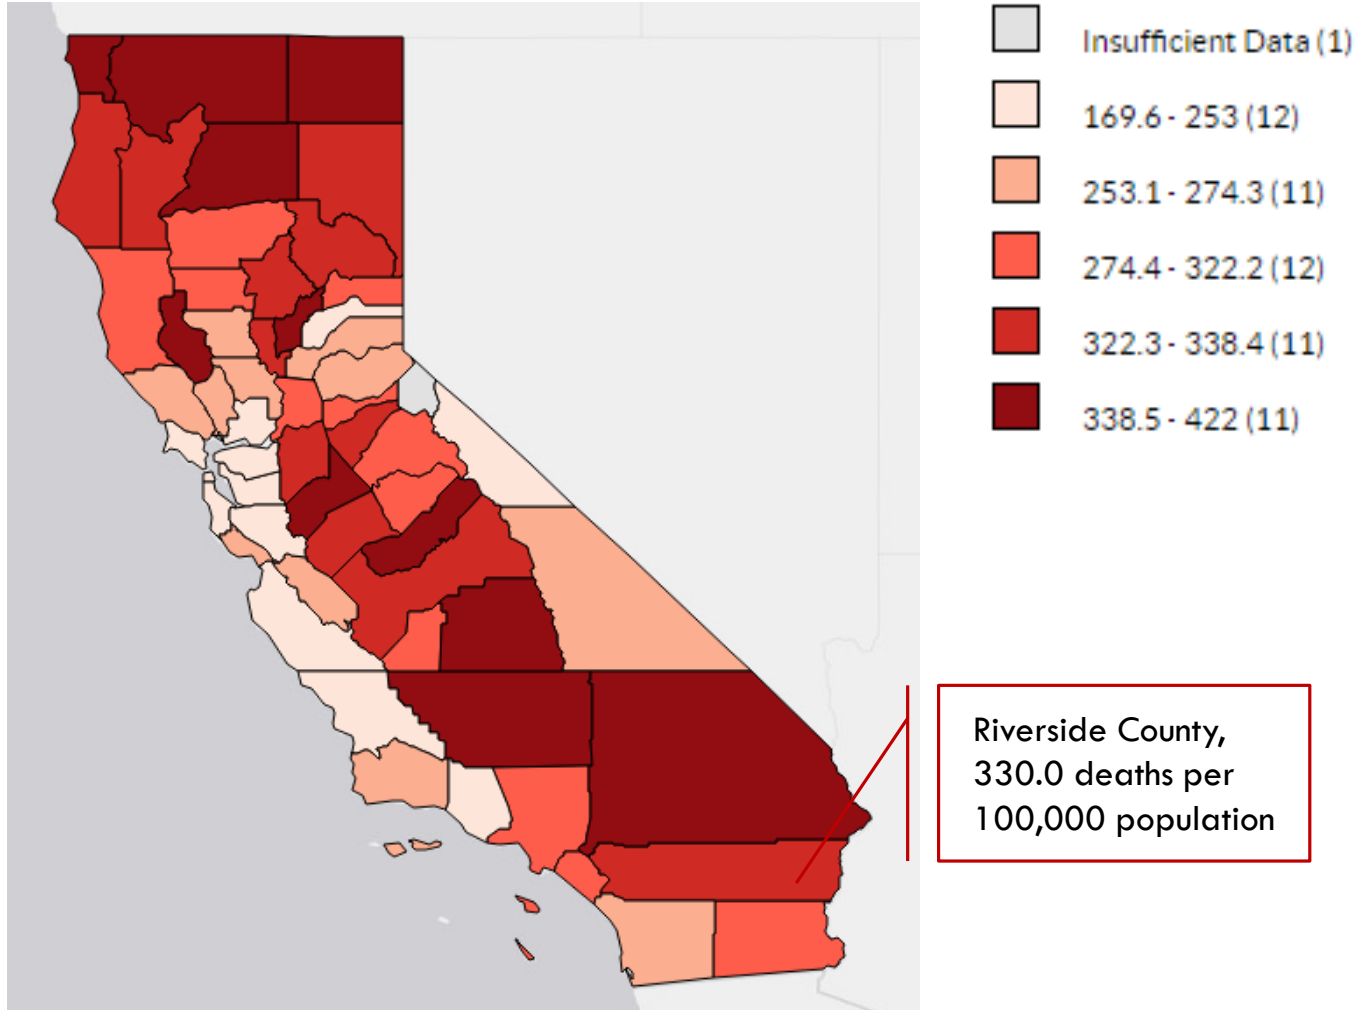 Insufficient Data (1)
169.6 - 253 (12)
253.1 - 274.3 (11)
274.4 - 322.2 (12)
322.3 - 338.4 (11)
338.5 - 422 (11)
Riverside County,
330.0 deaths per
100,000 population